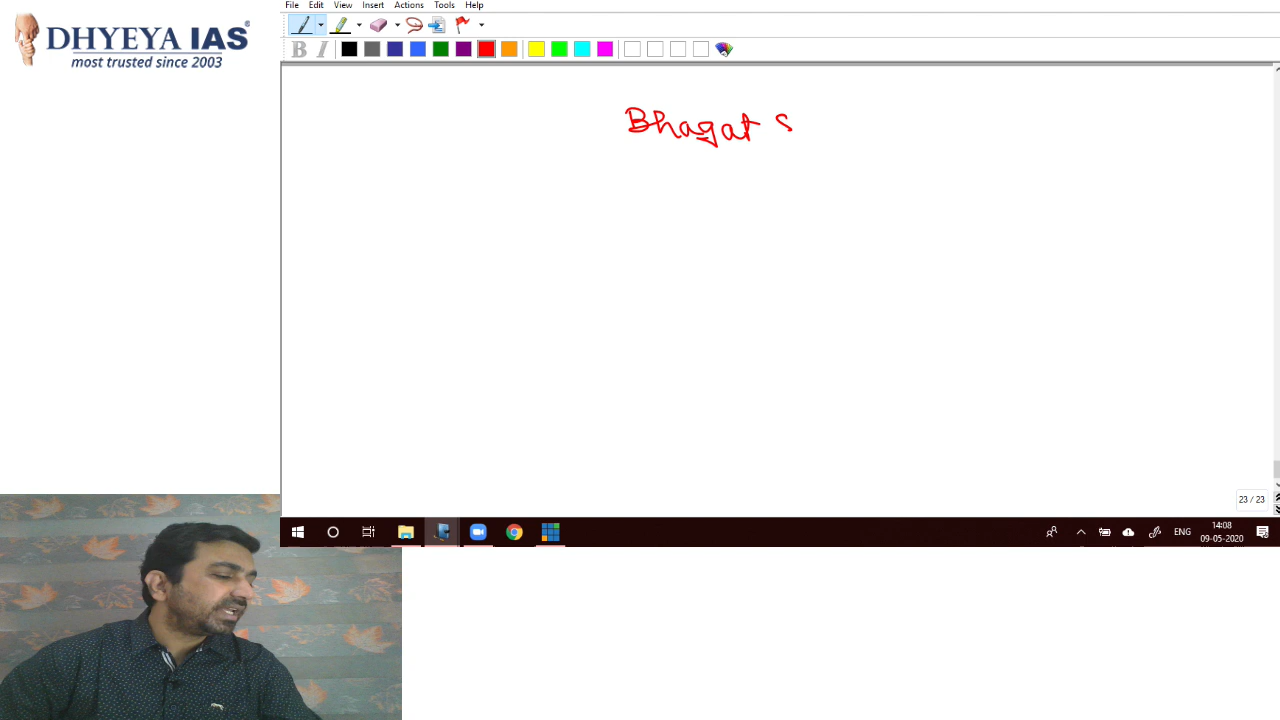 DHYEYA IAS®
most trusted since 2003
File Edit View Insert Actions Tools Help
B I
Bhagat S
23 / 23
ENG
14:08
09-05-2020